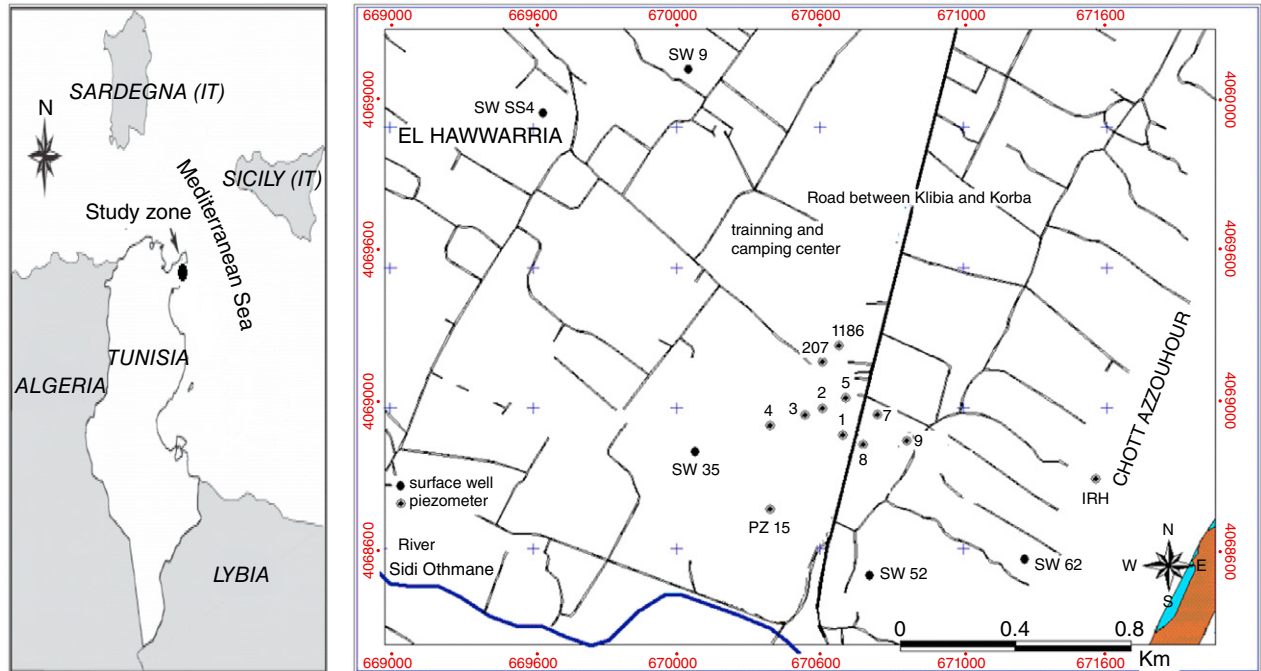 SARDEGNA (IT)
N
SICILY (IT)
Mediterranean Sea
Study zone
TUNISIA
ALGERIA
LYBIA
669000
669600
670000
670600
671000
671600
4069000
4069600
4069000
4068600
4060000
4069600
4069000
4068600
SW 9
SW SS4
EL HAWWARRIA
Road between Klibia and Korba
trainning and
camping center
1186
207
5
2
3
4
1
7
8
9
SW 35
surface well
piezometer
PZ 15
IRH
CHOTT AZZOUHOUR
River
Sidi Othmane
SW 52
SW 62
N
W
E
S
0
0.4
0.8
Km
669000
669600
670000
670600
671000
671600